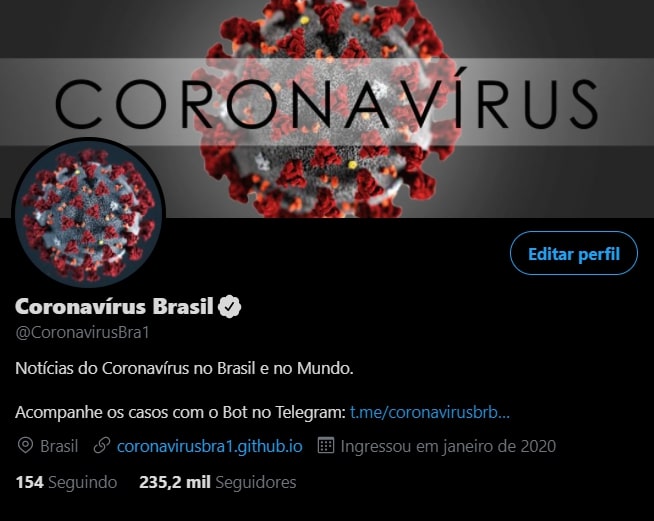 CORONAVÍRUS
Editar perfil
Coronavírus Brasil
@CoronavirusBra1
Notícias do Coronavírus no Brasil e no Mundo.
Acompanhe os casos com o Bot no Telegram: t.me/coronavirusbrb...
Brasil coronavirusbra1.github.io Ingressou em janeiro de 2020
154 Seguindo 235,2 mil Seguidores